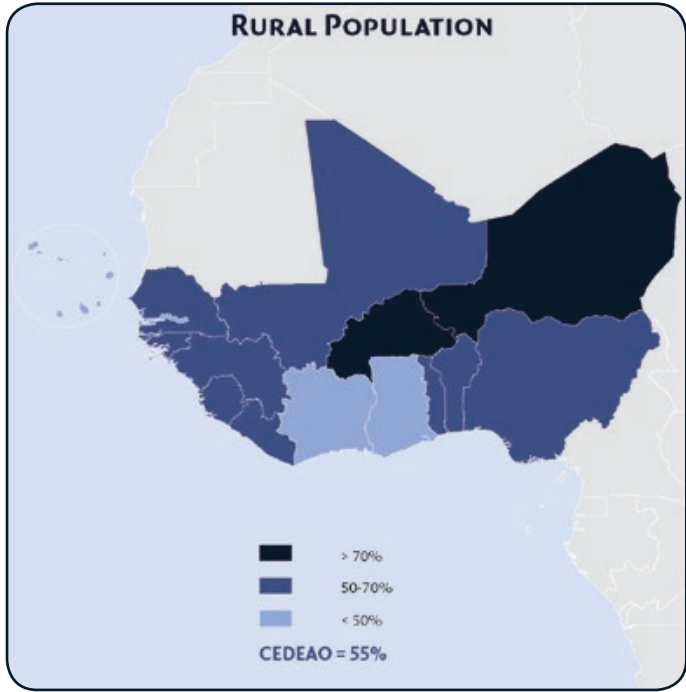 RURAL POPULATION
> 70%
50-70%
< 50%
CEDEAO = 55%